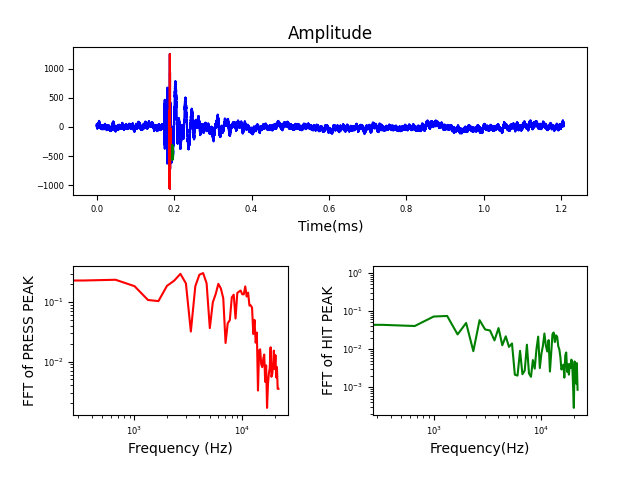 Amplitude
1000
500
0
−500
−1000
0.0 0.2 0.4 0.6 0.8 1.0 1.2
Time(ms)
FFT of PRESS PEAK
10⁻¹
10⁻²
10³ 10⁴
Frequency (Hz)
FFT of HIT PEAK
10⁰
10⁻¹
10⁻²
10⁻³
10³ 10⁴
Frequency(Hz)